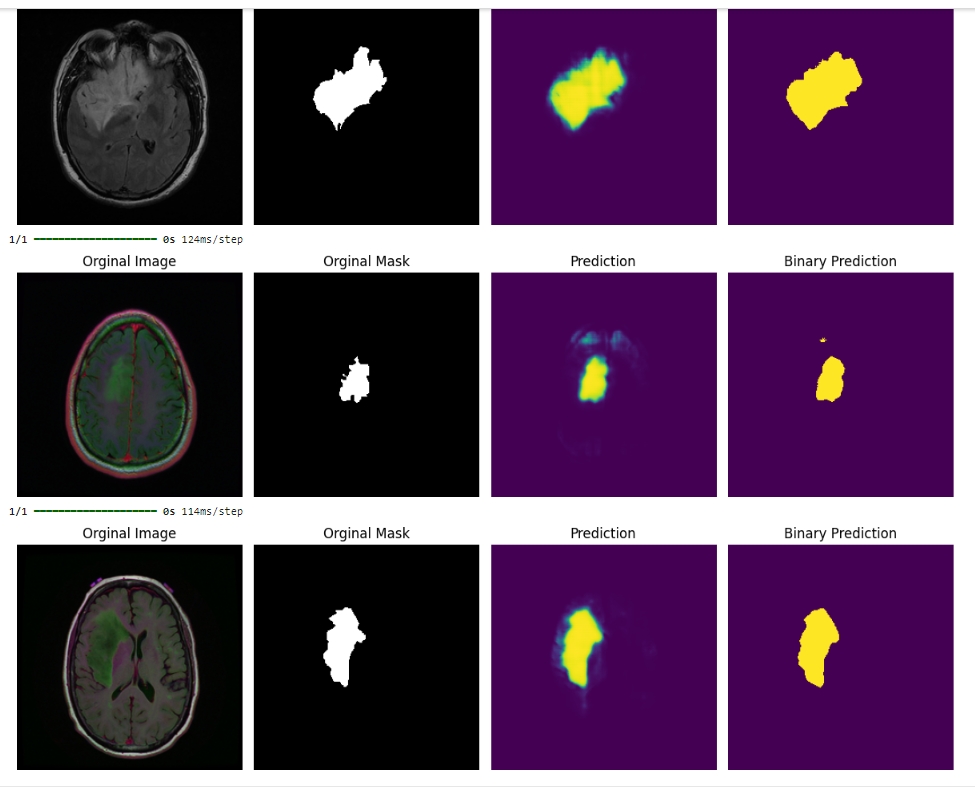 1/1 ━━━━━━━━━━━━━━━━━━━━ 0s 124ms/step
Orginal Image Orginal Mask Prediction Binary Prediction
1/1 ━━━━━━━━━━━━━━━━━━━━ 0s 114ms/step
Orginal Image Orginal Mask Prediction Binary Prediction